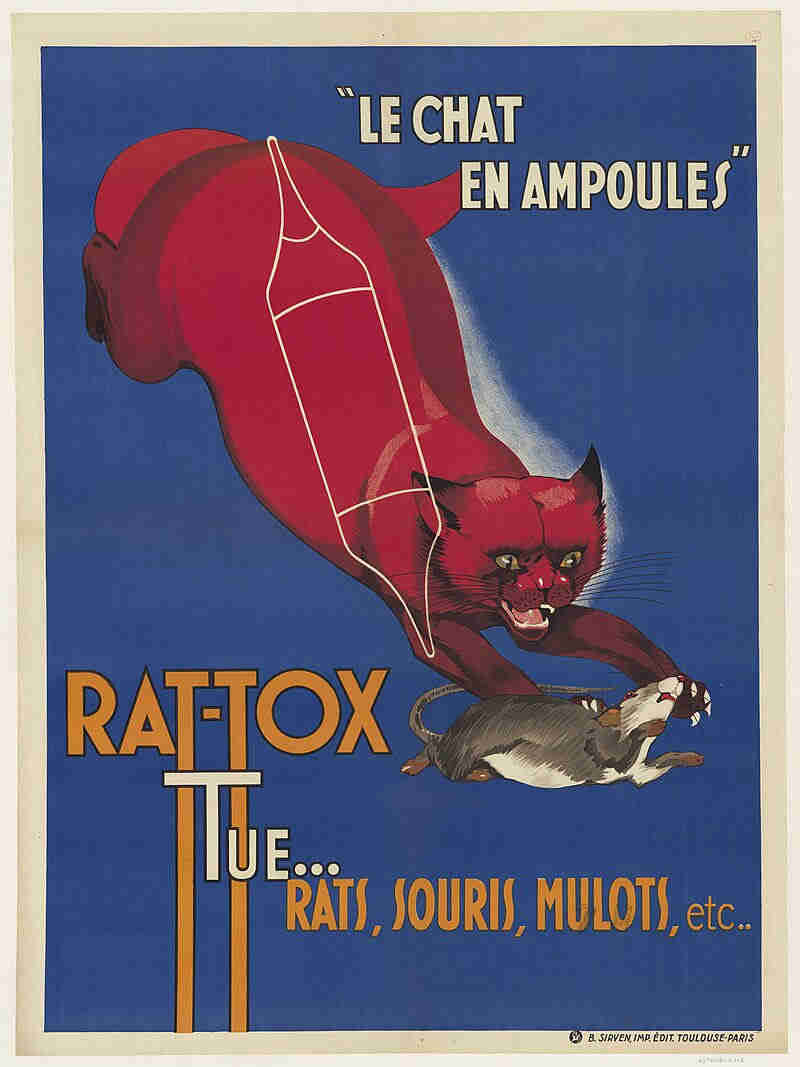 "LE CHAT
EN AMPOULES"
RAT-TOX
TUE...
RATS, SOURIS, MULOTS, etc..
B. SIRVEN, IMP. ÉDIT. TOULOUSE-PARIS